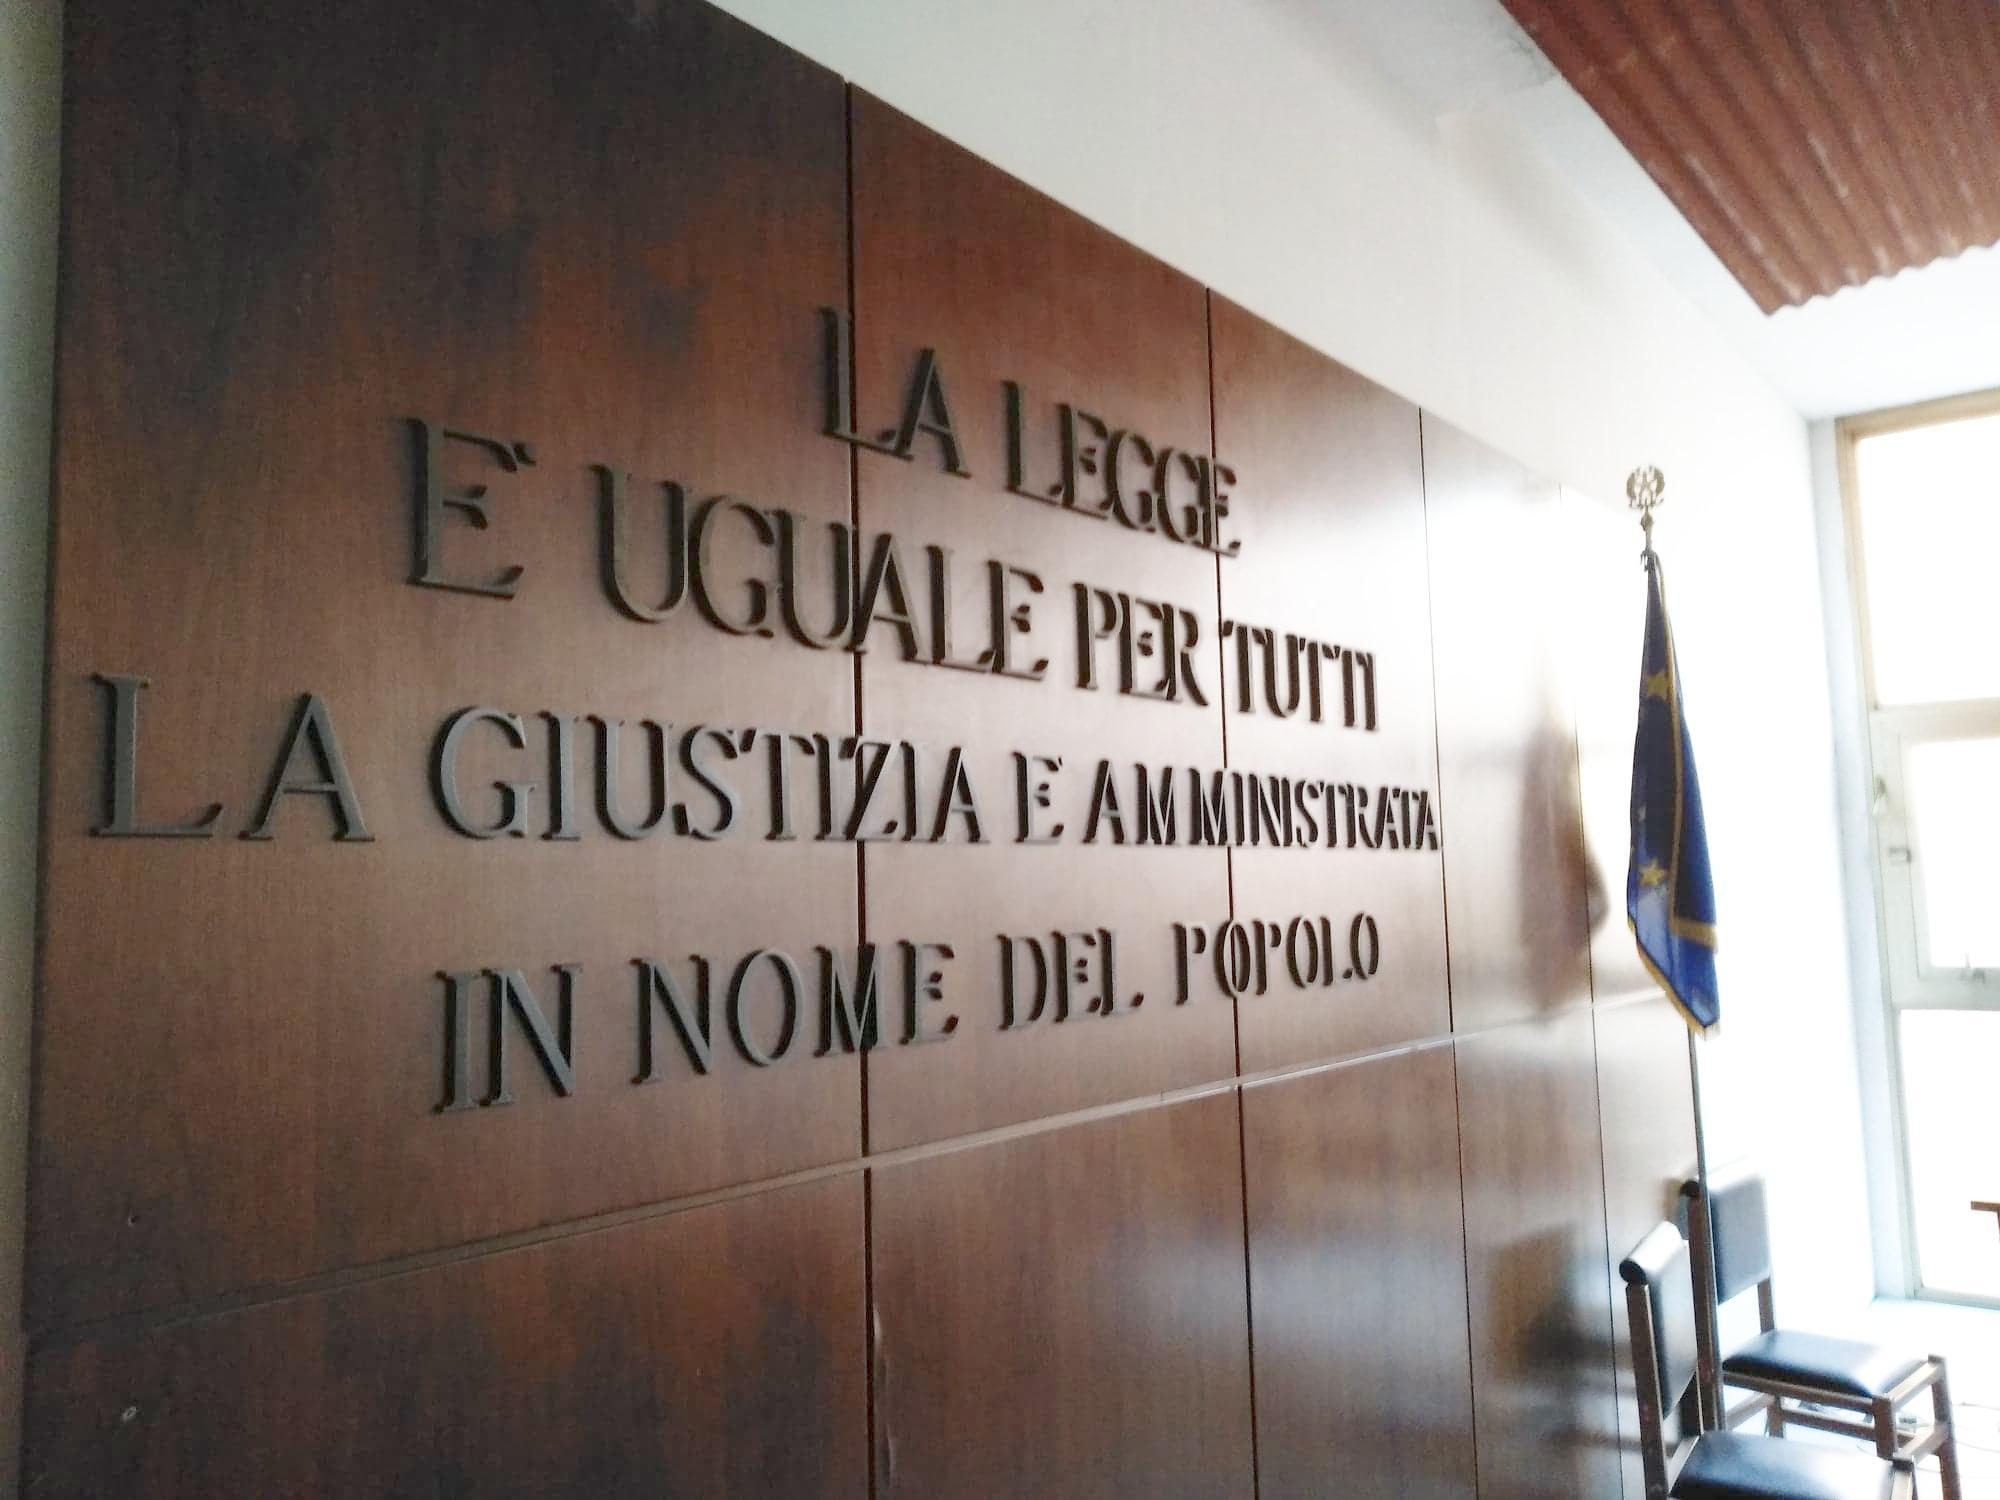 LA LEGGE
E' UGUALE PER TUTTI
LA GIUSTIZIA E' AMMINISTRATA
IN NOME DEL POPOLO